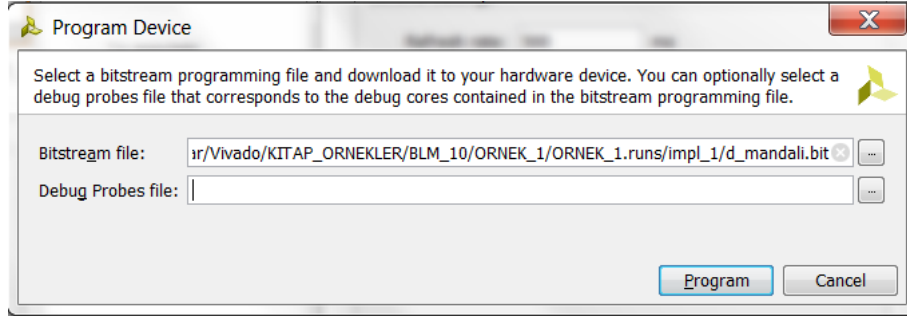 Program Device
Select a bitstream programming file and download it to your hardware device. You can optionally select a
debug probes file that corresponds to the debug cores contained in the bitstream programming file.
Bitstream file: ar/Vivado/KITAP_ORNEKLER/BLM_10/ORNEK_1/ORNEK_1.runs/impl_1/d_mandali.bit ...
Debug Probes file: ...
Program Cancel